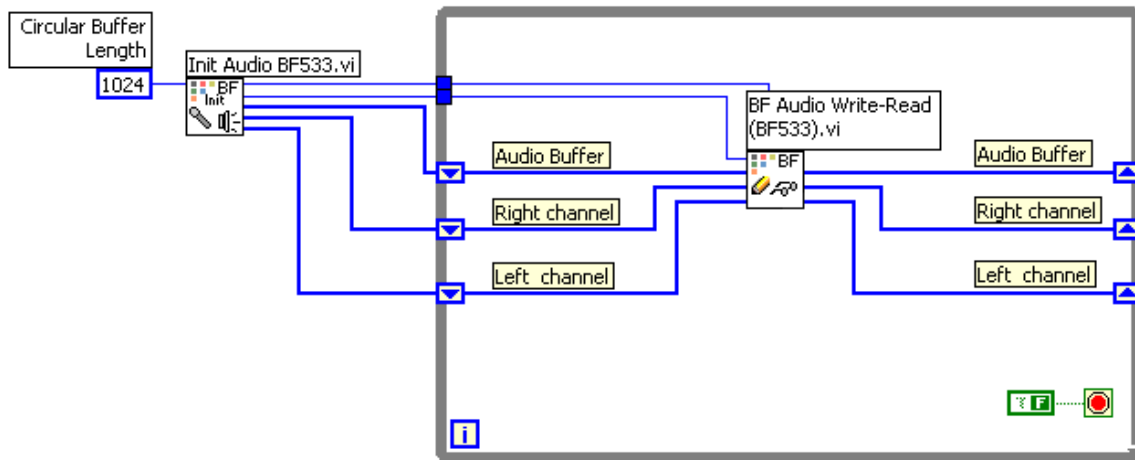 Circular Buffer
Length
1024
Init Audio BF533.vi
BF
Init
BF Audio Write-Read
(BF533).vi
BF
Audio Buffer
Audio Buffer
Right channel
Right channel
Left channel
Left channel
F
i